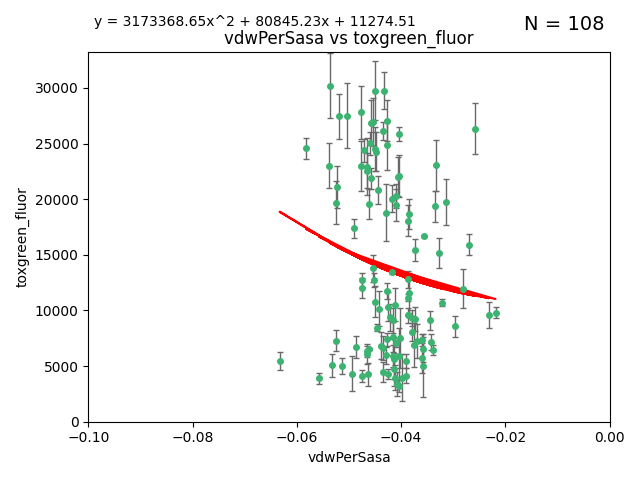 y = 3173368.65x^2 + 80845.23x + 11274.51
N = 108
vdwPerSasa vs toxgreen_fluor
toxgreen_fluor
30000
25000
20000
15000
10000
5000
0
−0.10 −0.08 −0.06 −0.04 −0.02 0.00
vdwPerSasa